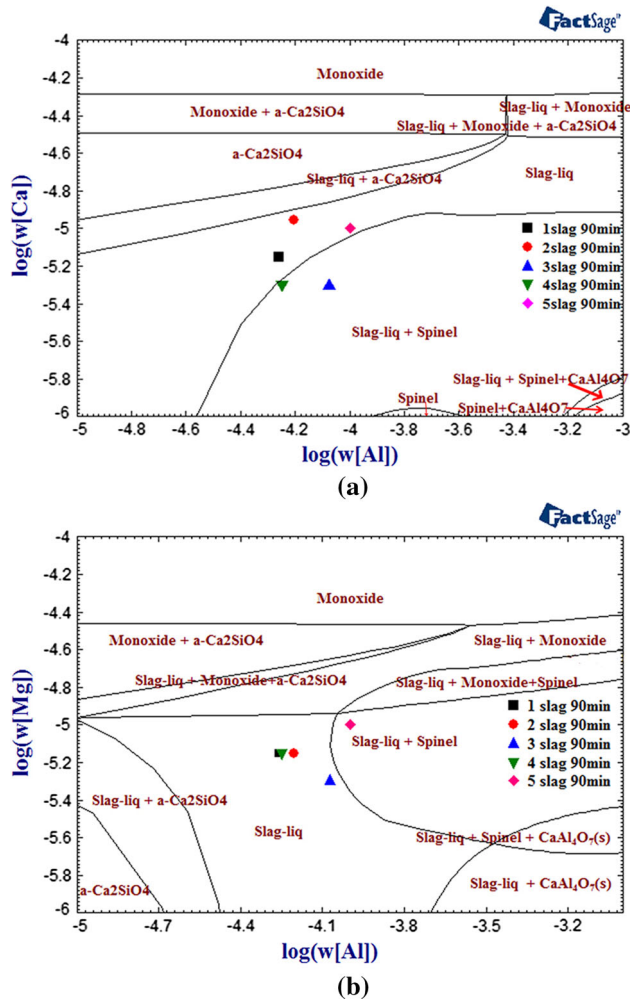 FactSage™
-4
Monoxide
-4.2
Slag-liq + Monoxide
-4.4
Monoxide + a-Ca2SiO4
Slag-liq + Monoxide + a-Ca2SiO4
-4.6
a-Ca2SiO4
Slag-liq
-4.8
Slag-liq + a-Ca2SiO4
log(w[Ca])
-5
1slag 90min
2slag 90min
-5.2
3slag 90min
4slag 90min
-5.4
5slag 90min
-5.6
Slag-liq + Spinel
-5.8
Slag-liq + Spinel+CaAl4O7
Spinel
Spinel+CaAl4O7
-6
-5 -4.8 -4.6 -4.4 -4.2 -4 -3.8 -3.6 -3.4 -3.2 -3
log(w[Al])
(a)
FactSage™
-4
-4.2
Monoxide
-4.4
Monoxide + a-Ca2SiO4
Slag-liq + Monoxide
-4.6
Slag-liq + Monoxide+a-Ca2SiO4
Slag-liq + Monoxide+Spinel
-4.8
log(w[Mg])
1 slag 90min
-5
Slag-liq + Spinel
2 slag 90min
3 slag 90min
-5.2
4 slag 90min
5 slag 90min
-5.4
Slag-liq + a-Ca2SiO4
Slag-liq
-5.6
Slag-liq + Spinel + CaAl₄O₇(s)
-5.8
a-Ca2SiO4
Slag-liq + CaAl₄O₇(s)
-6
-5 -4.7 -4.4 -4.1 -3.8 -3.5 -3.2
log(w[Al])
(b)